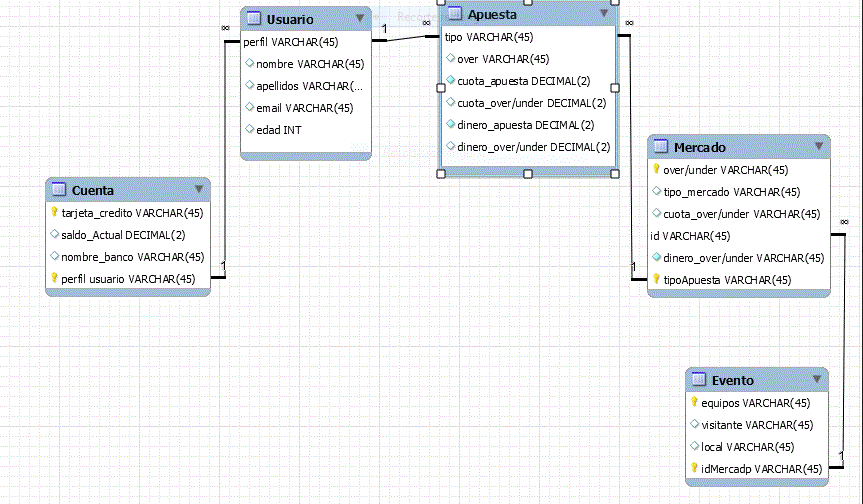 Usuario
perfil VARCHAR(45)
nombre VARCHAR(45)
apellidos VARCHAR(...
email VARCHAR(45)
edad INT
∞
1
∞
Apuesta
tipo VARCHAR(45)
over VARCHAR(45)
cuota_apuesta DECIMAL(2)
cuota_over/under DECIMAL(2)
dinero_apuesta DECIMAL(2)
dinero_over/under DECIMAL(2)
∞
1
Mercado
over/under VARCHAR(45)
tipo_mercado VARCHAR(45)
cuota_over/under VARCHAR(45)
id VARCHAR(45)
dinero_over/under VARCHAR(45)
tipoApuesta VARCHAR(45)
∞
Cuenta
tarjeta_credito VARCHAR(45)
saldo_Actual DECIMAL(2)
nombre_banco VARCHAR(45)
perfil usuario VARCHAR(45)
1
Evento
equipos VARCHAR(45)
visitante VARCHAR(45)
local VARCHAR(45)
idMercadp VARCHAR(45)
1